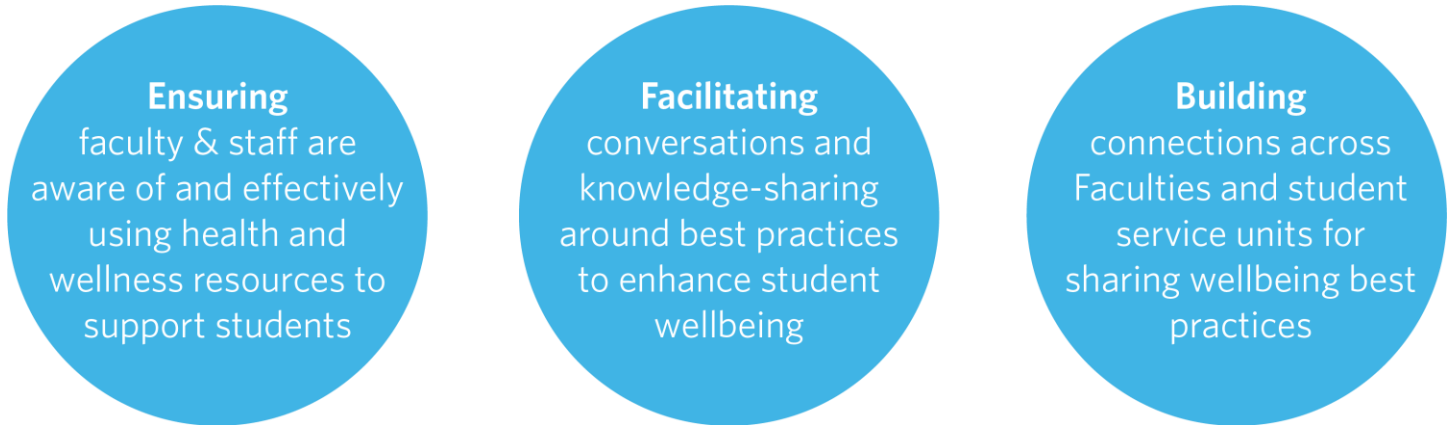 Ensuring
faculty & staff are
aware of and effectively
using health and
wellness resources to
support students
Facilitating
conversations and
knowledge-sharing
around best practices
to enhance student
wellbeing
Building
connections across
Faculties and student
service units for
sharing wellbeing best
practices